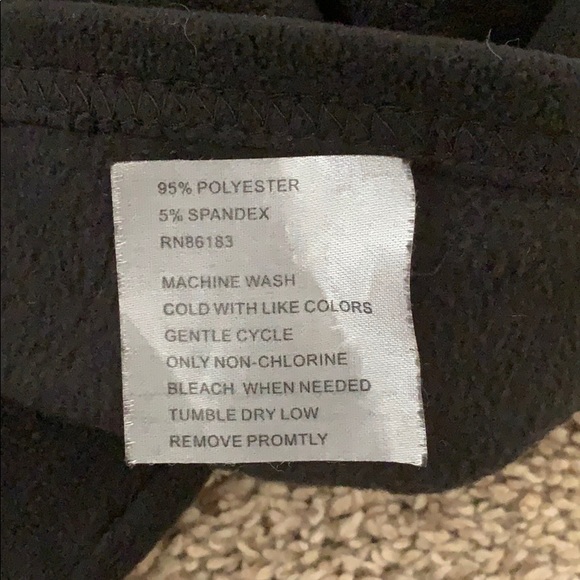 95% POLYESTER
5% SPANDEX
RN86183
MACHINE WASH
COLD WITH LIKE COLORS
GENTLE CYCLE
ONLY NON-CHLORINE
BLEACH WHEN NEEDED
TUMBLE DRY LOW
REMOVE PROMTLY